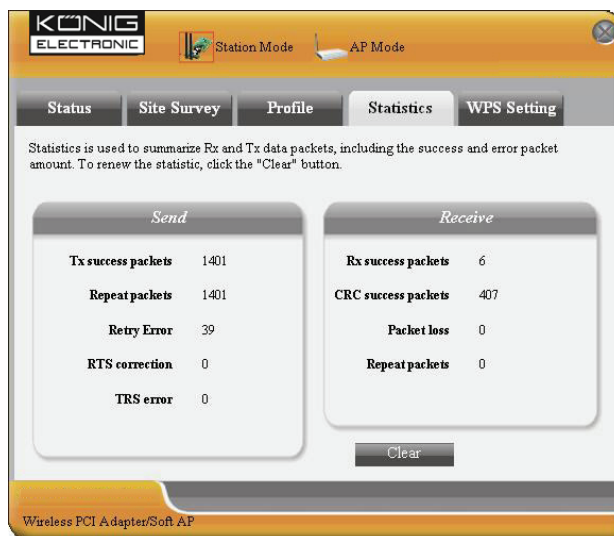 KÖNIG
ELECTRONIC
Station Mode
AP Mode
Status
Site Survey
Profile
Statistics
WPS Setting
Statistics is used to summarize Rx and Tx data packets, including the success and error packet
amount. To renew the statistic, click the "Clear" button.
Send
Tx success packets 1401
Repeat packets 1401
Retry Error 39
RTS correction 0
TRS error 0
Receive
Rx success packets 6
CRC success packets 407
Packet loss 0
Repeat packets 0
Clear
Wireless PCI Adapter/Soft AP